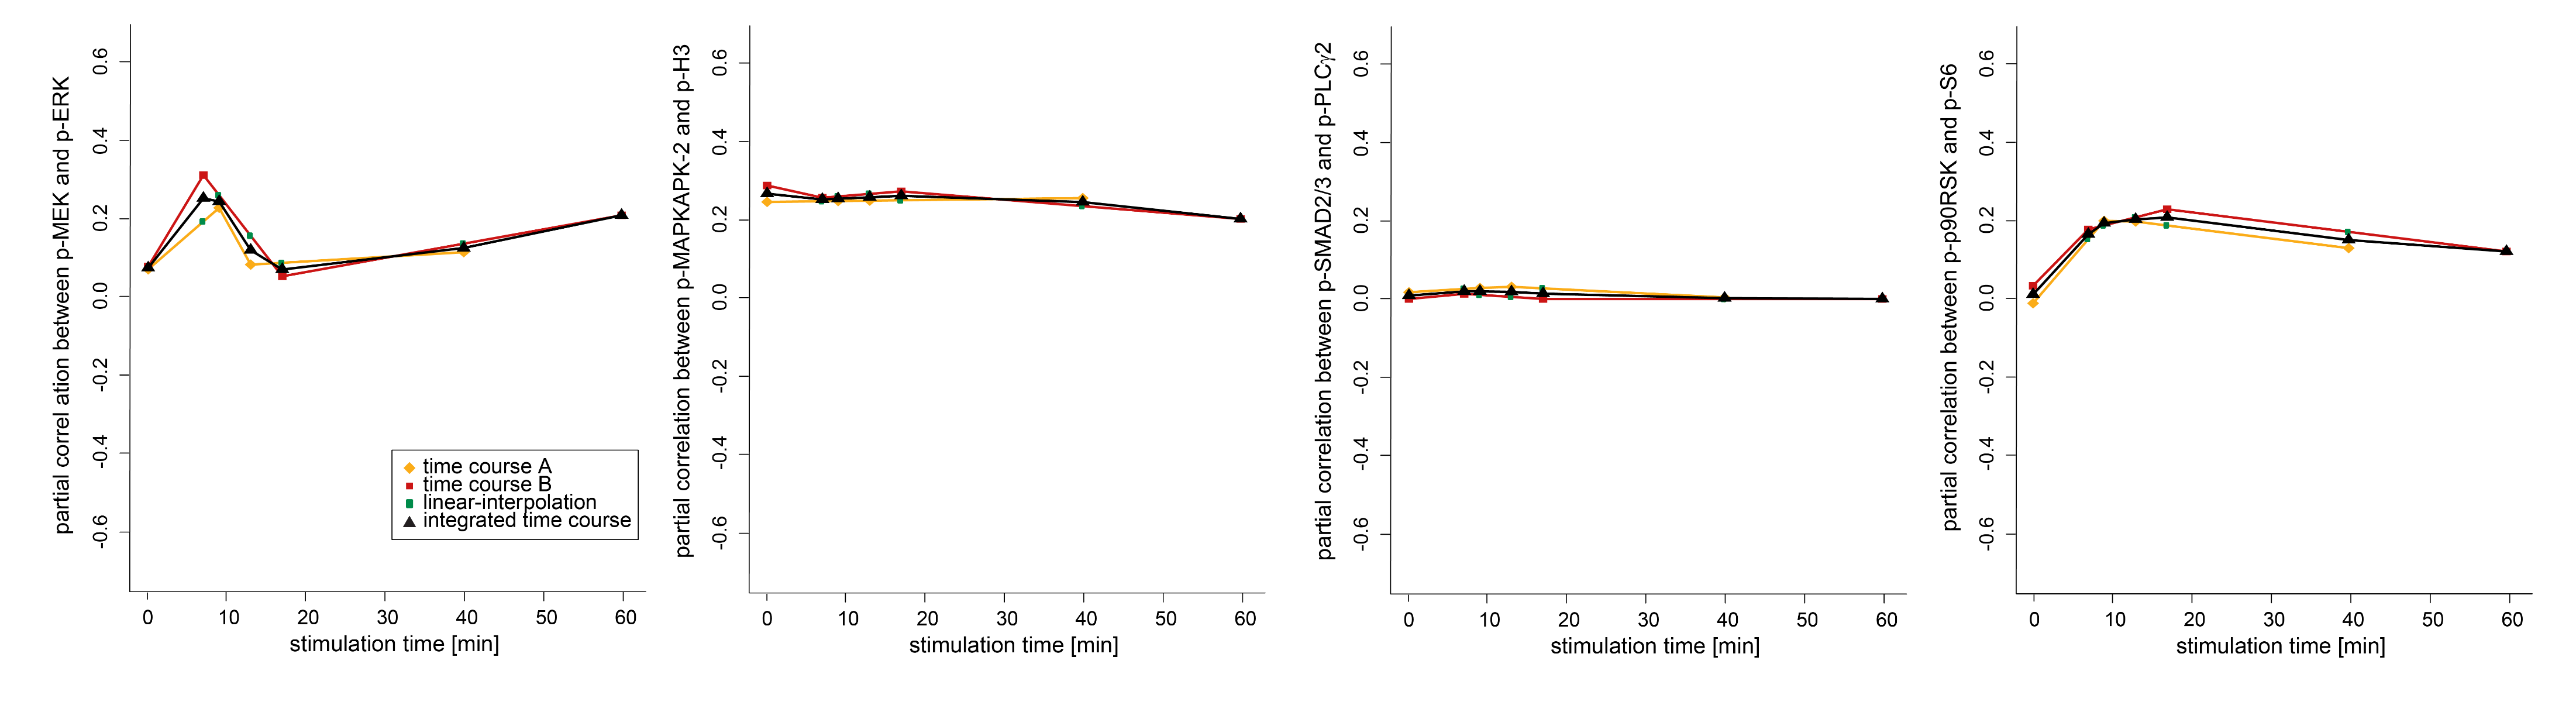 partial correl ation between p-MEK and p-ERK
0.6
0.4
0.2
0.0
-0.2
-0.4
-0.6
time course A
time course B
linear-interpolation
integrated time course
0 10 20 30 40 50 60
stimulation time [min]
partial correlation between p-MAPKAPK-2 and p-H3
0.6
0.4
0.2
0.0
-0.2
-0.4
-0.6
0 10 20 30 40 50 60
stimulation time [min]
partial correlation between p-SMAD2/3 and p-PLCγ2
0.6
0.4
0.2
0.0
-0.2
-0.4
-0.6
0 10 20 30 40 50 60
stimulation time [min]
partial correlation between p-p90RSK and p-S6
0.6
0.4
0.2
0.0
-0.2
-0.4
-0.6
0 10 20 30 40 50 60
stimulation time [min]